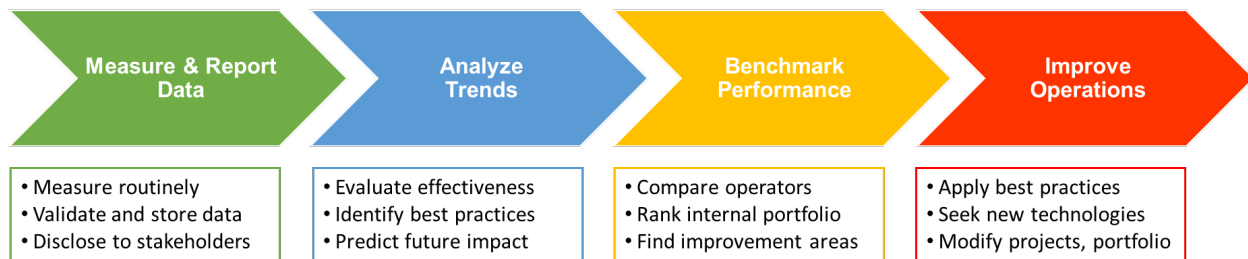 Measure & Report
Data
Analyze
Trends
Benchmark
Performance
Improve
Operations
• Measure routinely
• Validate and store data
• Disclose to stakeholders
• Evaluate effectiveness
• Identify best practices
• Predict future impact
• Compare operators
• Rank internal portfolio
• Find improvement areas
• Apply best practices
• Seek new technologies
• Modify projects, portfolio